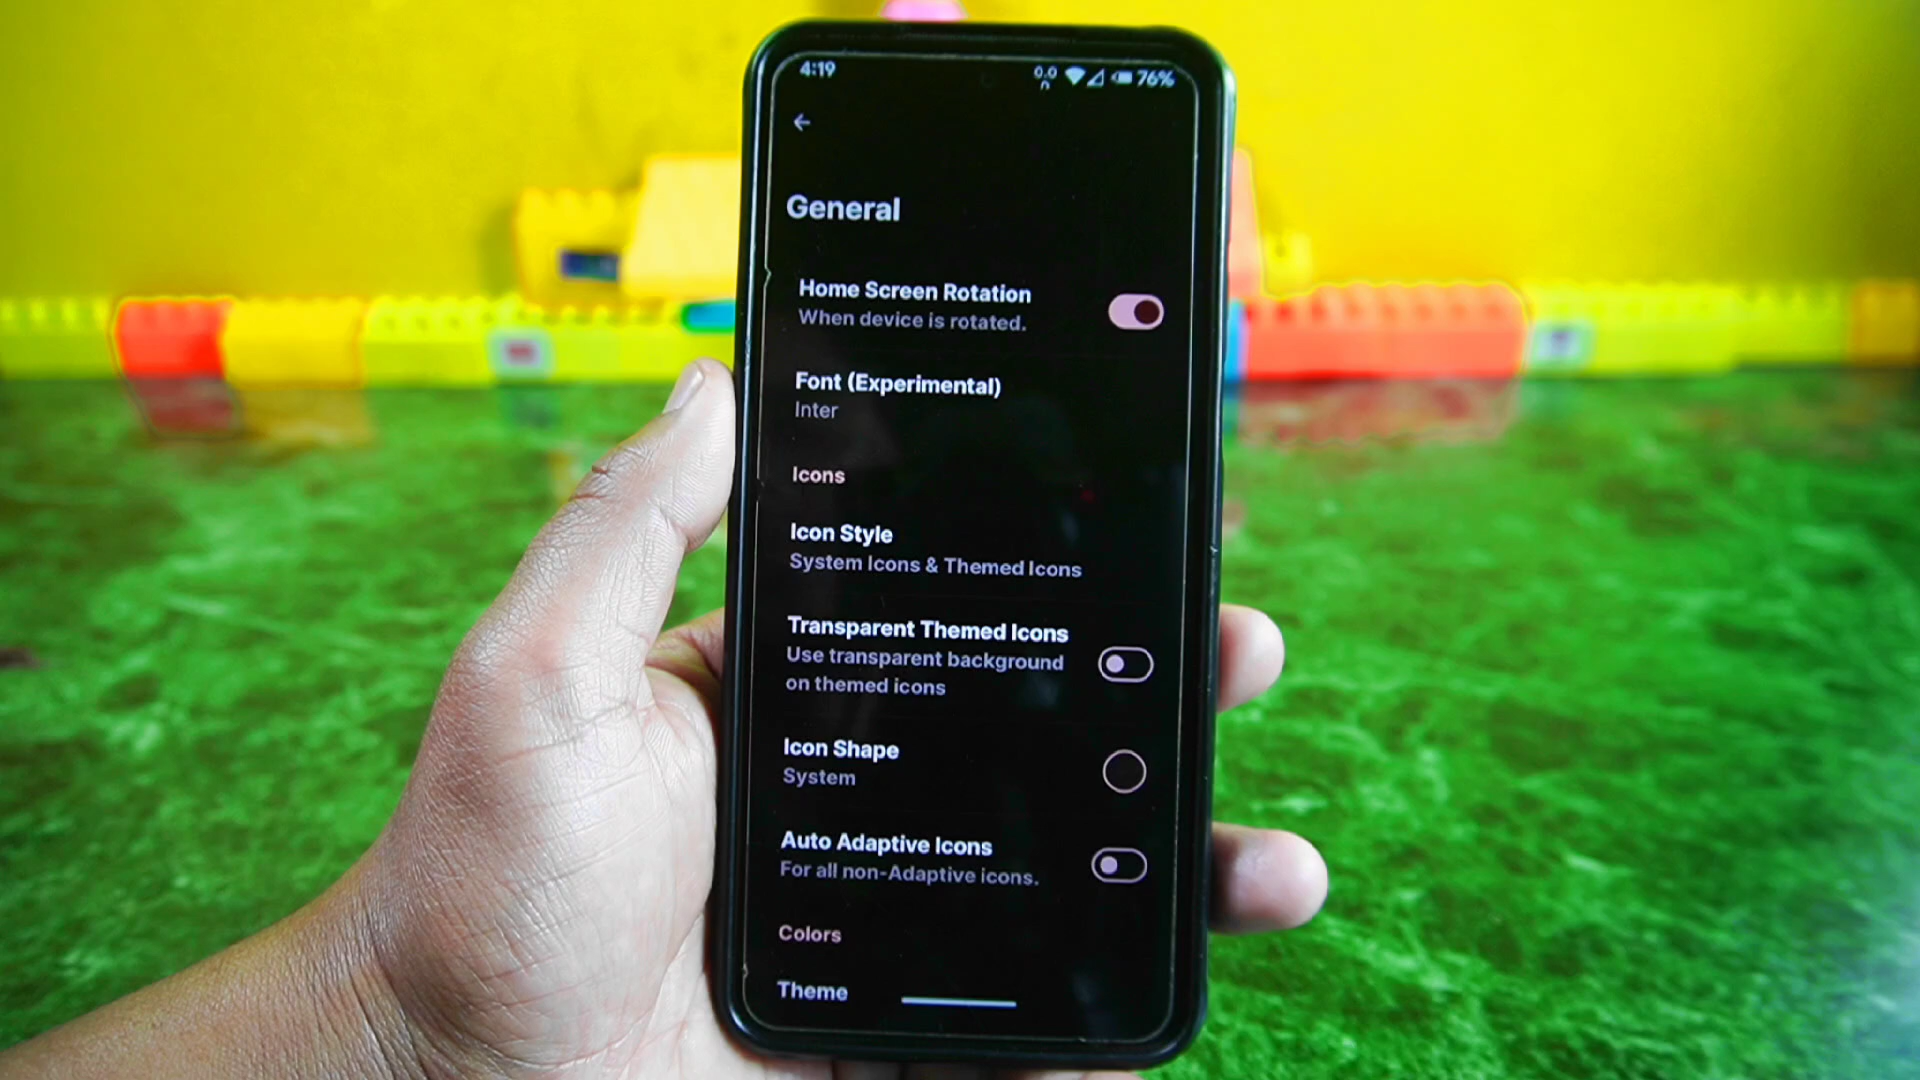 4:19
0.0 76%
General
Home Screen Rotation
When device is rotated.
Font (Experimental)
Inter
Icons
Icon Style
System Icons & Themed Icons
Transparent Themed Icons
Use transparent background
on themed icons
Icon Shape
System
Auto Adaptive Icons
For all non-Adaptive icons.
Colors
Theme